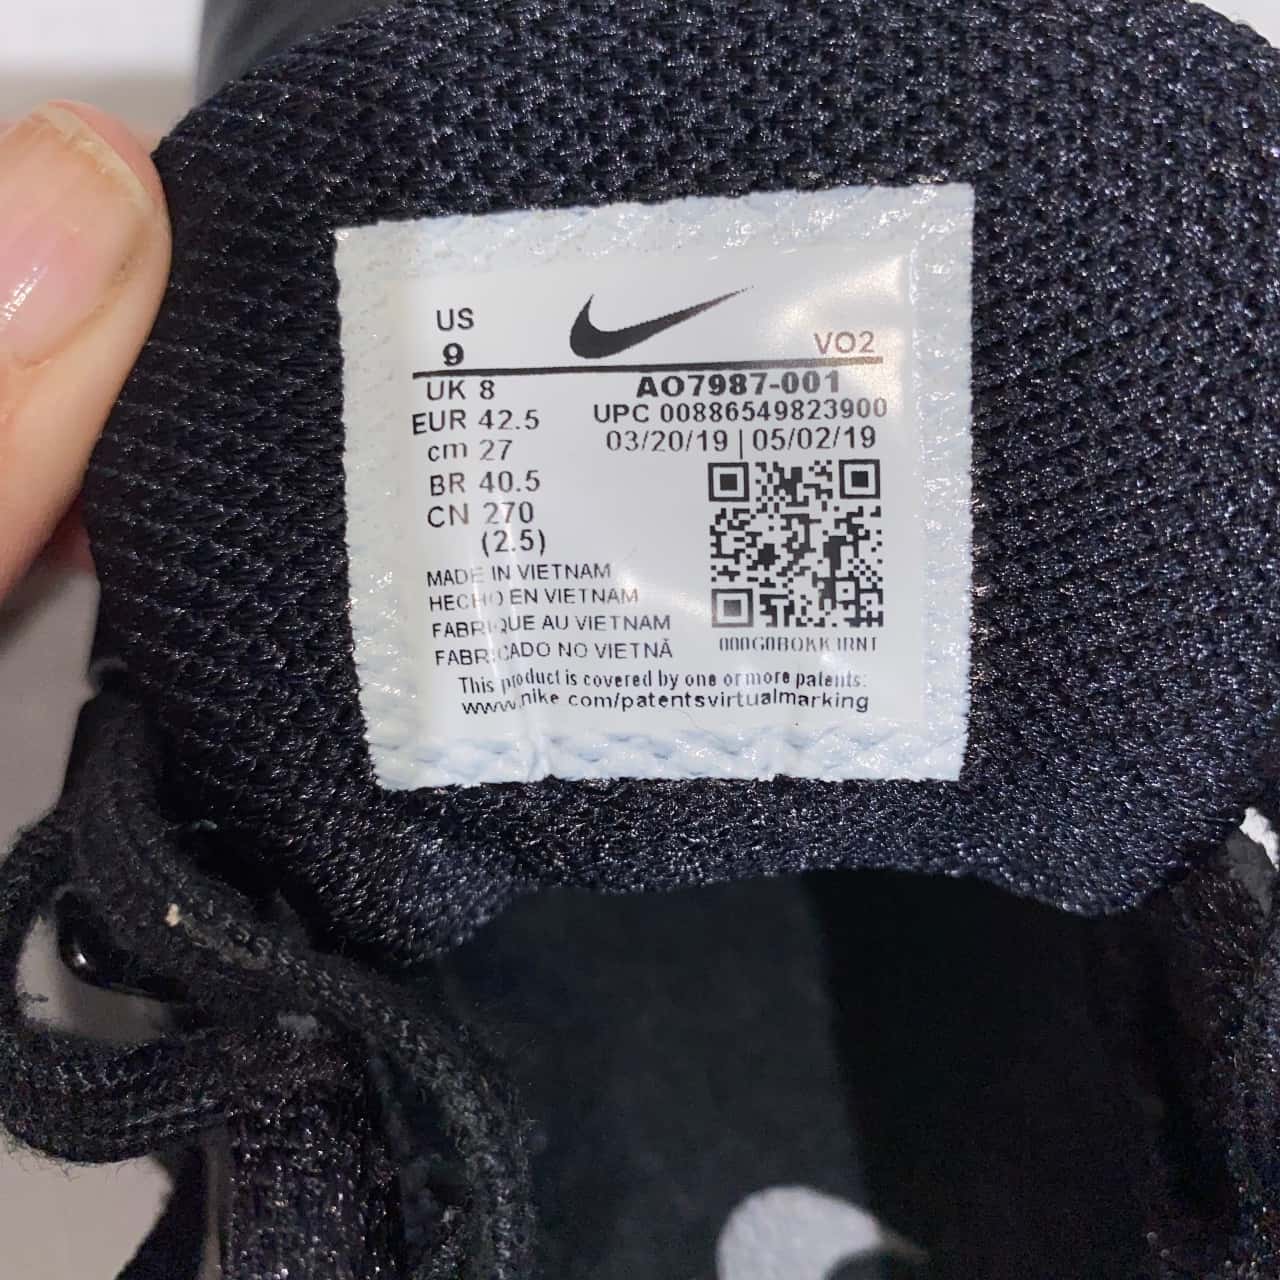 US
9
VO2
UK 8
AO7987-001
EUR 42.5
UPC 00886549823900
cm 27
03/20/19 | 05/02/19
BR 40.5
CN 270
(2.5)
MADE IN VIETNAM
HECHO EN VIETNAM
FABRIQUE AU VIETNAM
FABRICADO NO VIETNÃ
This product is covered by one or more patents:
www.nike.com/patentsvirtualmarking